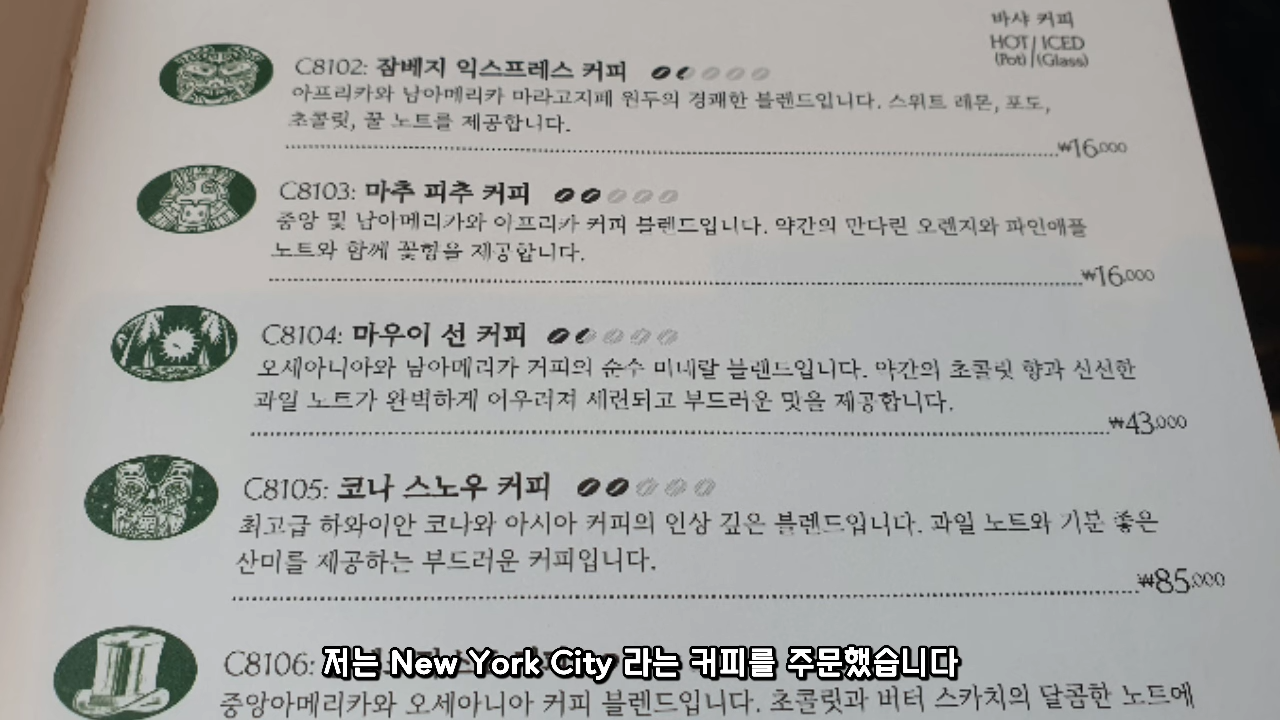 바샤 커피
HOT / ICED
(Pot) / (Glass)
C8102: 잠베지 익스프레스 커피
아프리카와 남아메리카 마라고지페 원두의 경쾌한 블렌드입니다. 스위트 레몬, 포도,
초콜릿, 꿀 노트를 제공합니다.
₩16.000
C8103: 마추 피추 커피
중앙 및 남아메리카와 아프리카 커피 블렌드입니다. 약간의 만다린 오렌지와 파인애플
노트와 함께 꽃힘을 제공합니다.
₩16.000
C8104: 마우이 선 커피
오세아니아와 남아메리카 커피의 순수 미네랄 블렌드입니다. 약간의 초콜릿 향과 신선한
과일 노트가 완벽하게 어우러져 세련되고 부드러운 맛을 제공합니다.
₩43.000
C8105: 코나 스노우 커피
최고급 하와이안 코나와 아시아 커피의 인상 깊은 블렌드입니다. 과일 노트와 기분 좋은
산미를 제공하는 부드러운 커피입니다.
₩85.000
C8106:
저는 New York City 라는 커피를 주문했습니다
중앙아메리카와 오세아니아 커피 블렌드입니다. 초콜릿과 버터 스카치의 달콤한 노트에